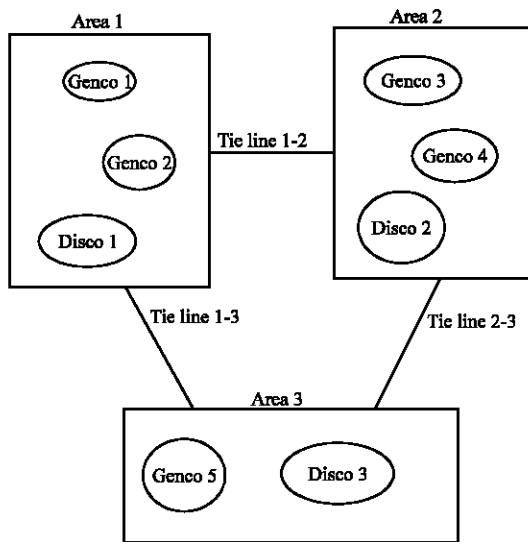 Area 1
Area 2
Genco 1
Genco 3
Tie line 1-2
Genco 2
Genco 4
Disco 1
Disco 2
Tie line 1-3
Tie line 2-3
Area 3
Genco 5
Disco 3